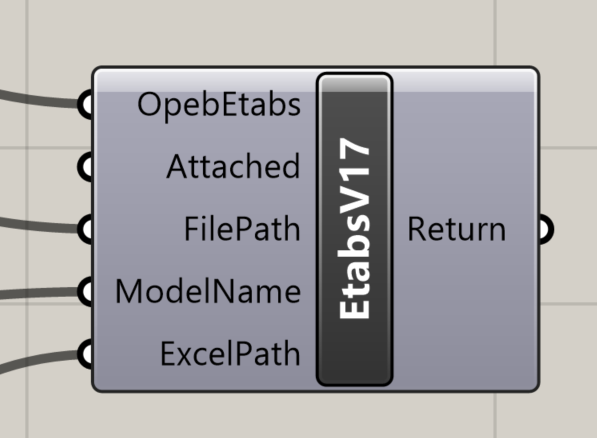 OpebEtabs
Attached
FilePath
ModelName
ExcelPath
EtabsV17
Return